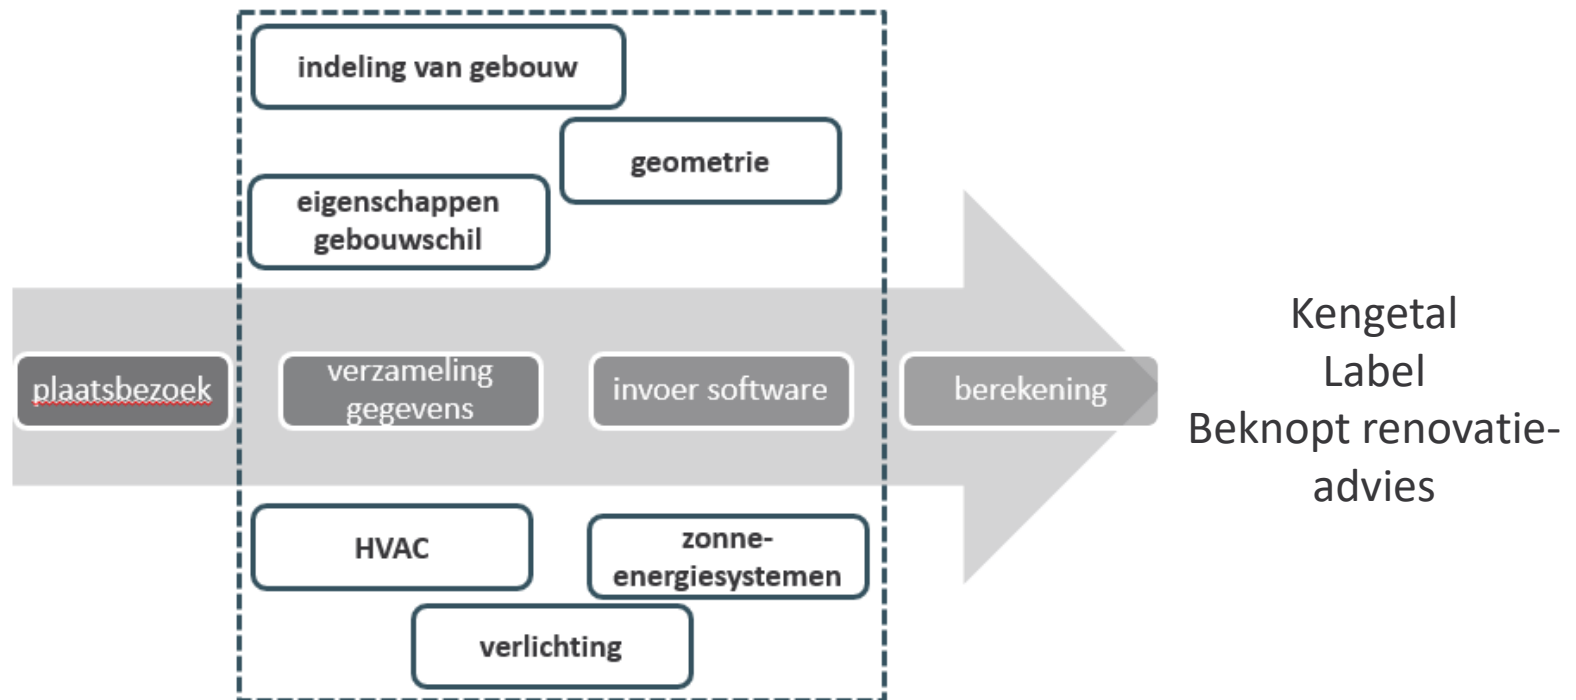 indeling van gebouw
geometrie
eigenschappen
gebouwschil
plaatsbezoek
verzameling
gegevens
invoer software
berekening
Kengetal
Label
Beknopt renovatie-
advies
HVAC
zonne-
energiesystemen
verlichting